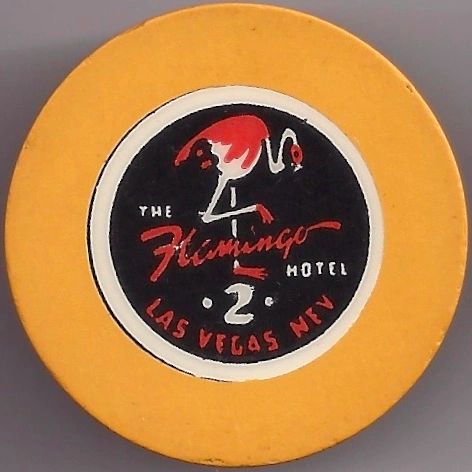 THE
Flamingo
HOTEL
· 2 ·
LAS VEGAS NEV